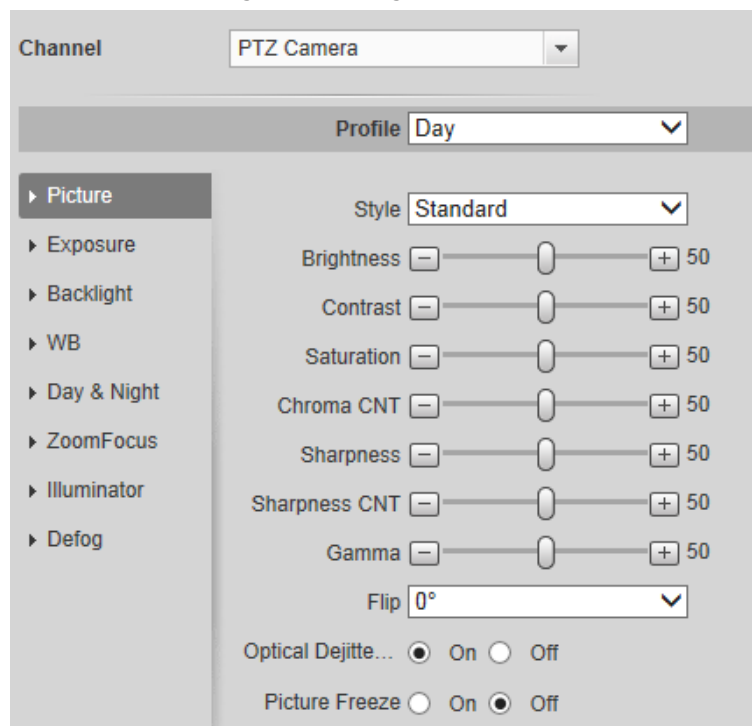 Channel PTZ Camera
Profile Day
Picture
Style Standard
Exposure
Brightness 50
Backlight
Contrast 50
WB
Saturation 50
Day & Night
Chroma CNT 50
ZoomFocus
Sharpness 50
Illuminator
Sharpness CNT 50
Defog
Gamma 50
Flip 0°
Optical Dejitte... On Off
Picture Freeze On Off